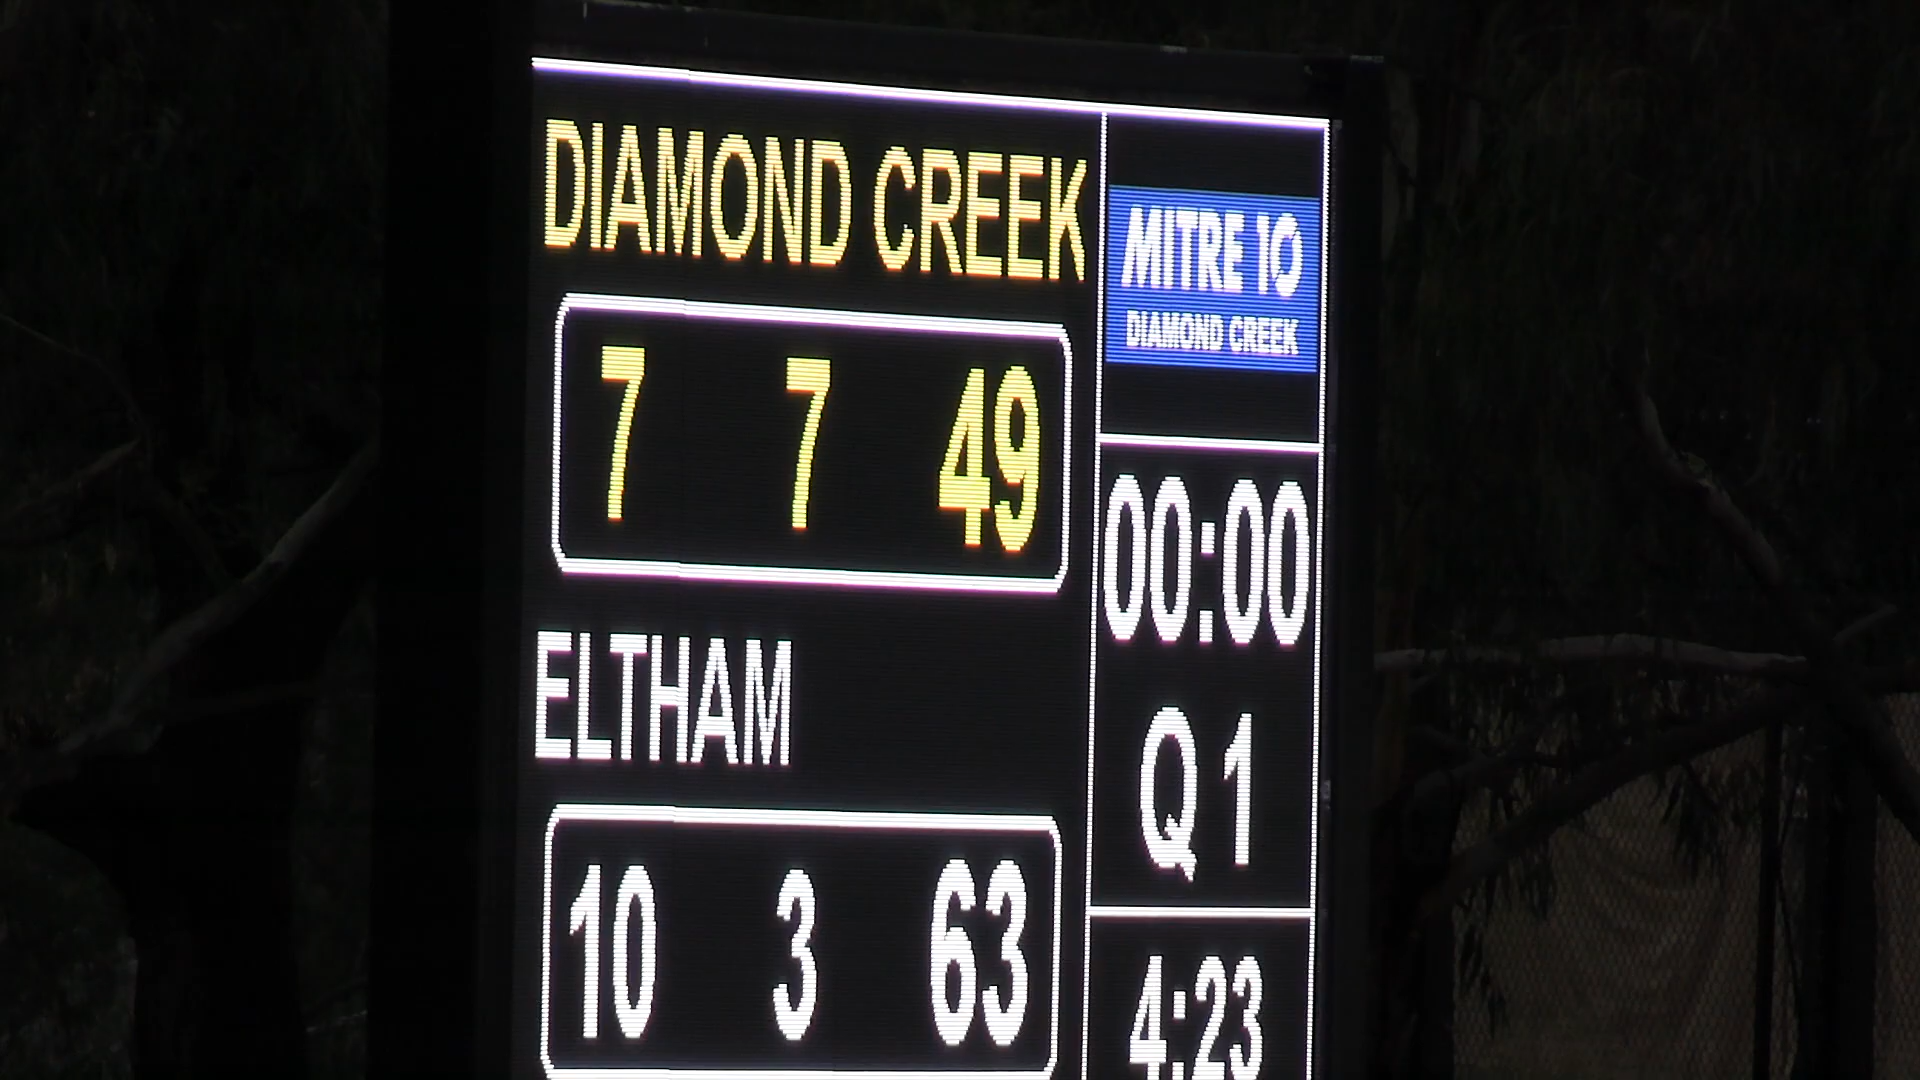 DIAMOND CREEK
7 7 49
ELTHAM
10 3 63
MITRE 10
DIAMOND CREEK
00:00
Q 1
4:23